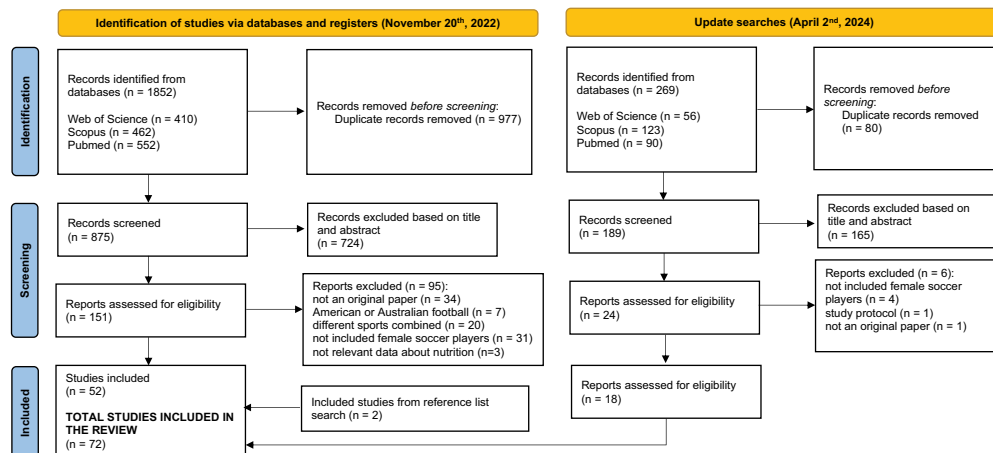 Identification of studies via databases and registers (November 20th, 2022)
Update searches (April 2nd, 2024)
Identification
Records identified from
databases (n = 1852)
Web of Science (n = 410)
Scopus (n = 462)
Pubmed (n = 552)
Records removed before screening:
Duplicate records removed (n = 977)
Records identified from
databases (n = 269)
Web of Science (n = 56)
Scopus (n = 123)
Pubmed (n = 90)
Records removed before
screening:
Duplicate records removed
(n = 80)
Screening
Records screened
(n = 875)
Records excluded based on title
and abstract
(n = 724)
Records screened
(n = 189)
Records excluded based on
title and abstract
(n = 165)
Reports assessed for eligibility
(n = 151)
Reports excluded (n = 95):
not an original paper (n = 34)
American or Australian football (n = 7)
different sports combined (n = 20)
not included female soccer players (n = 31)
not relevant data about nutrition (n=3)
Reports assessed for eligibility
(n = 24)
Reports excluded (n = 6):
not included female soccer
players (n = 4)
study protocol (n = 1)
not an original paper (n = 1)
Included
Studies included
(n = 52)
TOTAL STUDIES INCLUDED IN
THE REVIEW
(n = 72)
Included studies from reference list
search (n = 2)
Reports assessed for eligibility
(n = 18)